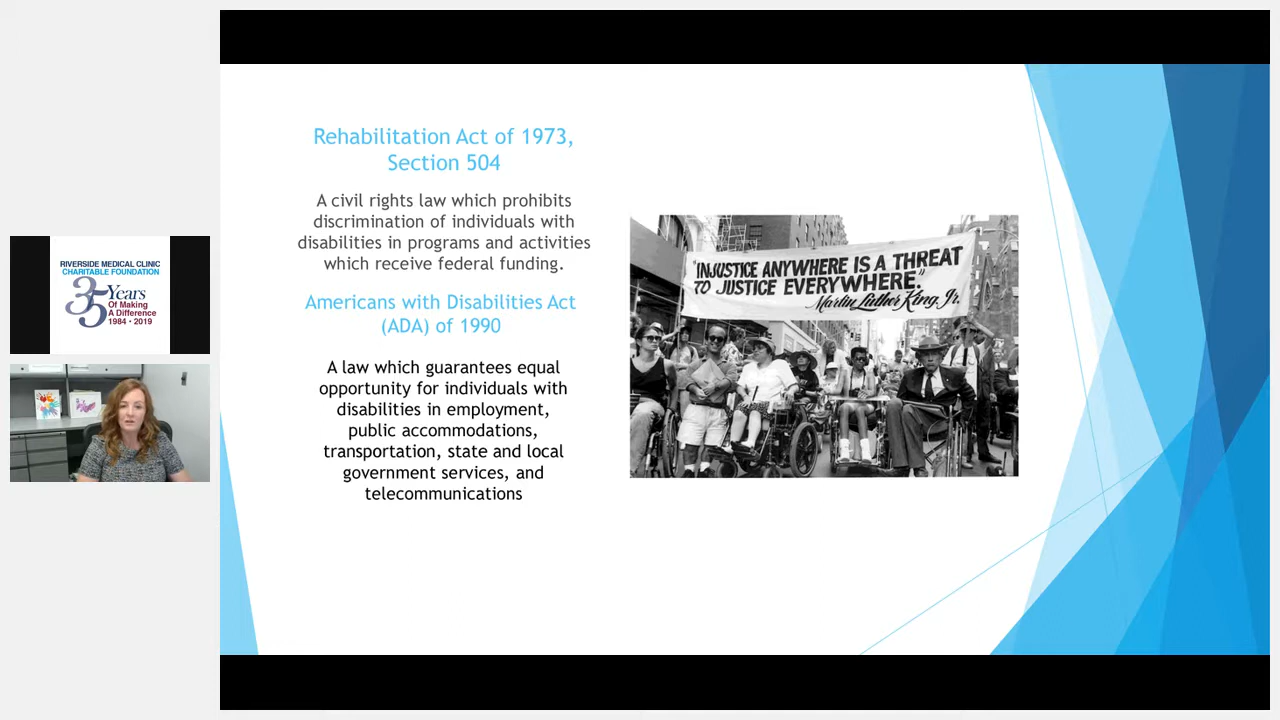 Rehabilitation Act of 1973,
Section 504
A civil rights law which prohibits
discrimination of individuals with
disabilities in programs and activities
which receive federal funding.
Americans with Disabilities Act
(ADA) of 1990
A law which guarantees equal
opportunity for individuals with
disabilities in employment,
public accommodations,
transportation, state and local
government services, and
telecommunications
"INJUSTICE ANYWHERE IS A THREAT
TO JUSTICE EVERYWHERE."
Martin Luther King, Jr.
RIVERSIDE MEDICAL CLINIC
CHARITABLE FOUNDATION
35 Years
Of Making
A Difference
1984 • 2019